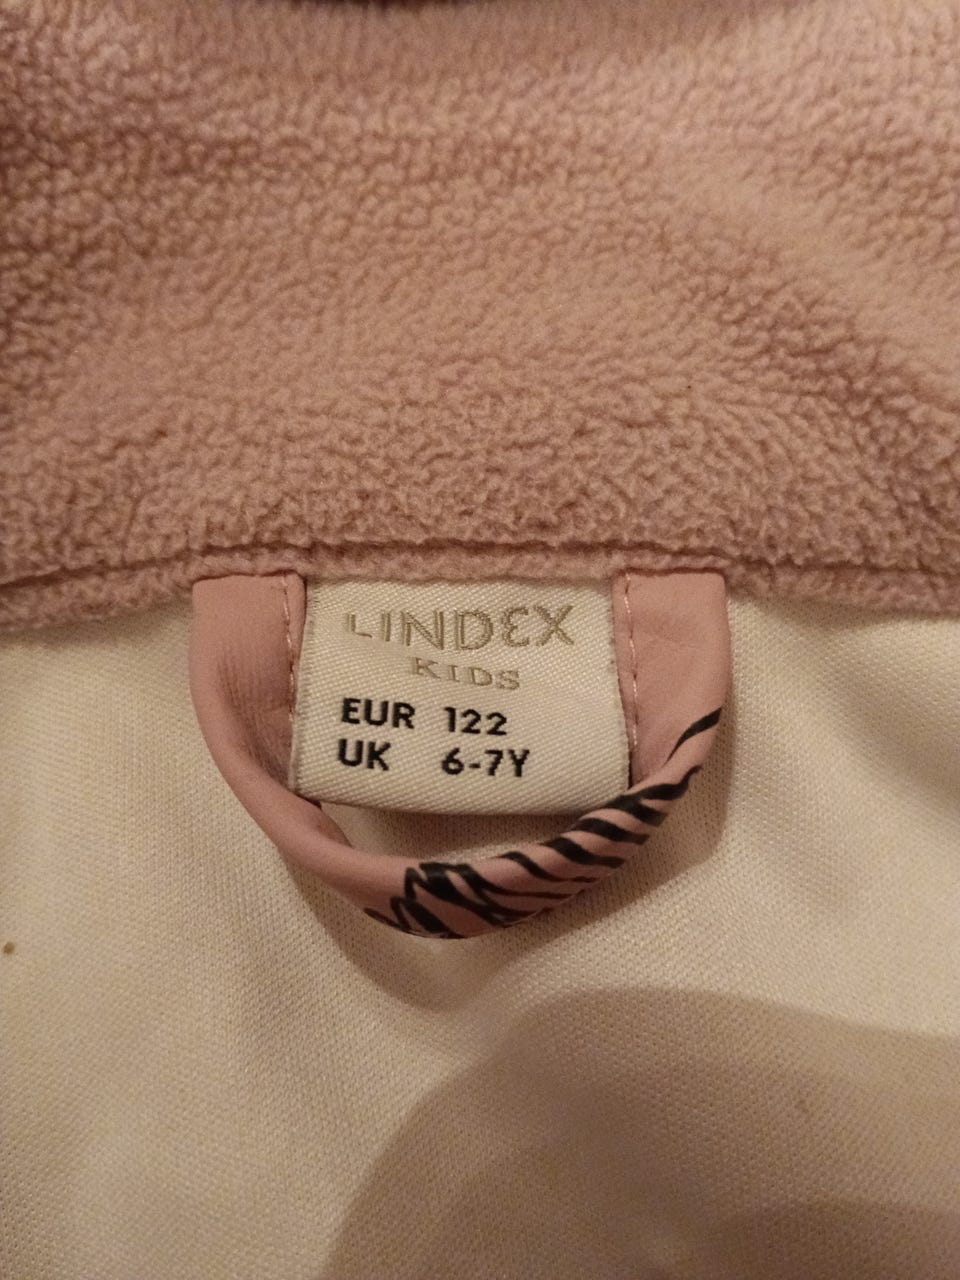 LINDEX
KIDS
EUR 122
UK 6-7Y